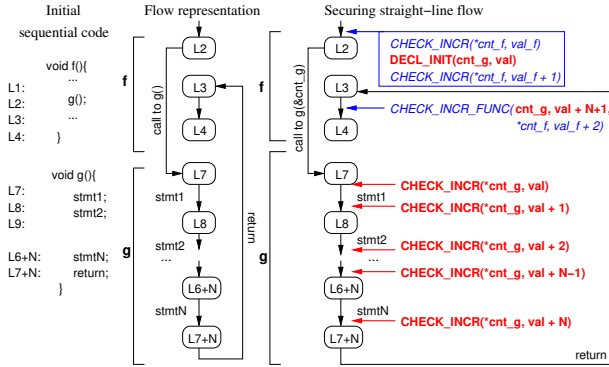 Initial
sequential code
void f(){
...
L1:
L2: g();
L3: ...
L4: }
void g(){
L7: stmt1;
L8: stmt2;
L9:
L6+N: stmtN;
L7+N: return;
}
Flow representation
f
L2
L3
L4
call to g()
g
L7
stmt1
L8
stmt2
...
L6+N
stmtN
L7+N
return
Securing straight-line flow
f
L2
CHECK_INCR(*cnt_f, val_f)
DECL_INIT(cnt_g, val)
CHECK_INCR(*cnt_f, val_f + 1)
L3
CHECK_INCR_FUNC(cnt_g, val + N+1,
*cnt_f, val_f + 2)
L4
call to g(&cnt_g)
g
L7
CHECK_INCR(*cnt_g, val)
stmt1
CHECK_INCR(*cnt_g, val + 1)
L8
stmt2
CHECK_INCR(*cnt_g, val + 2)
...
CHECK_INCR(*cnt_g, val + N-1)
L6+N
stmtN
CHECK_INCR(*cnt_g, val + N)
L7+N
return